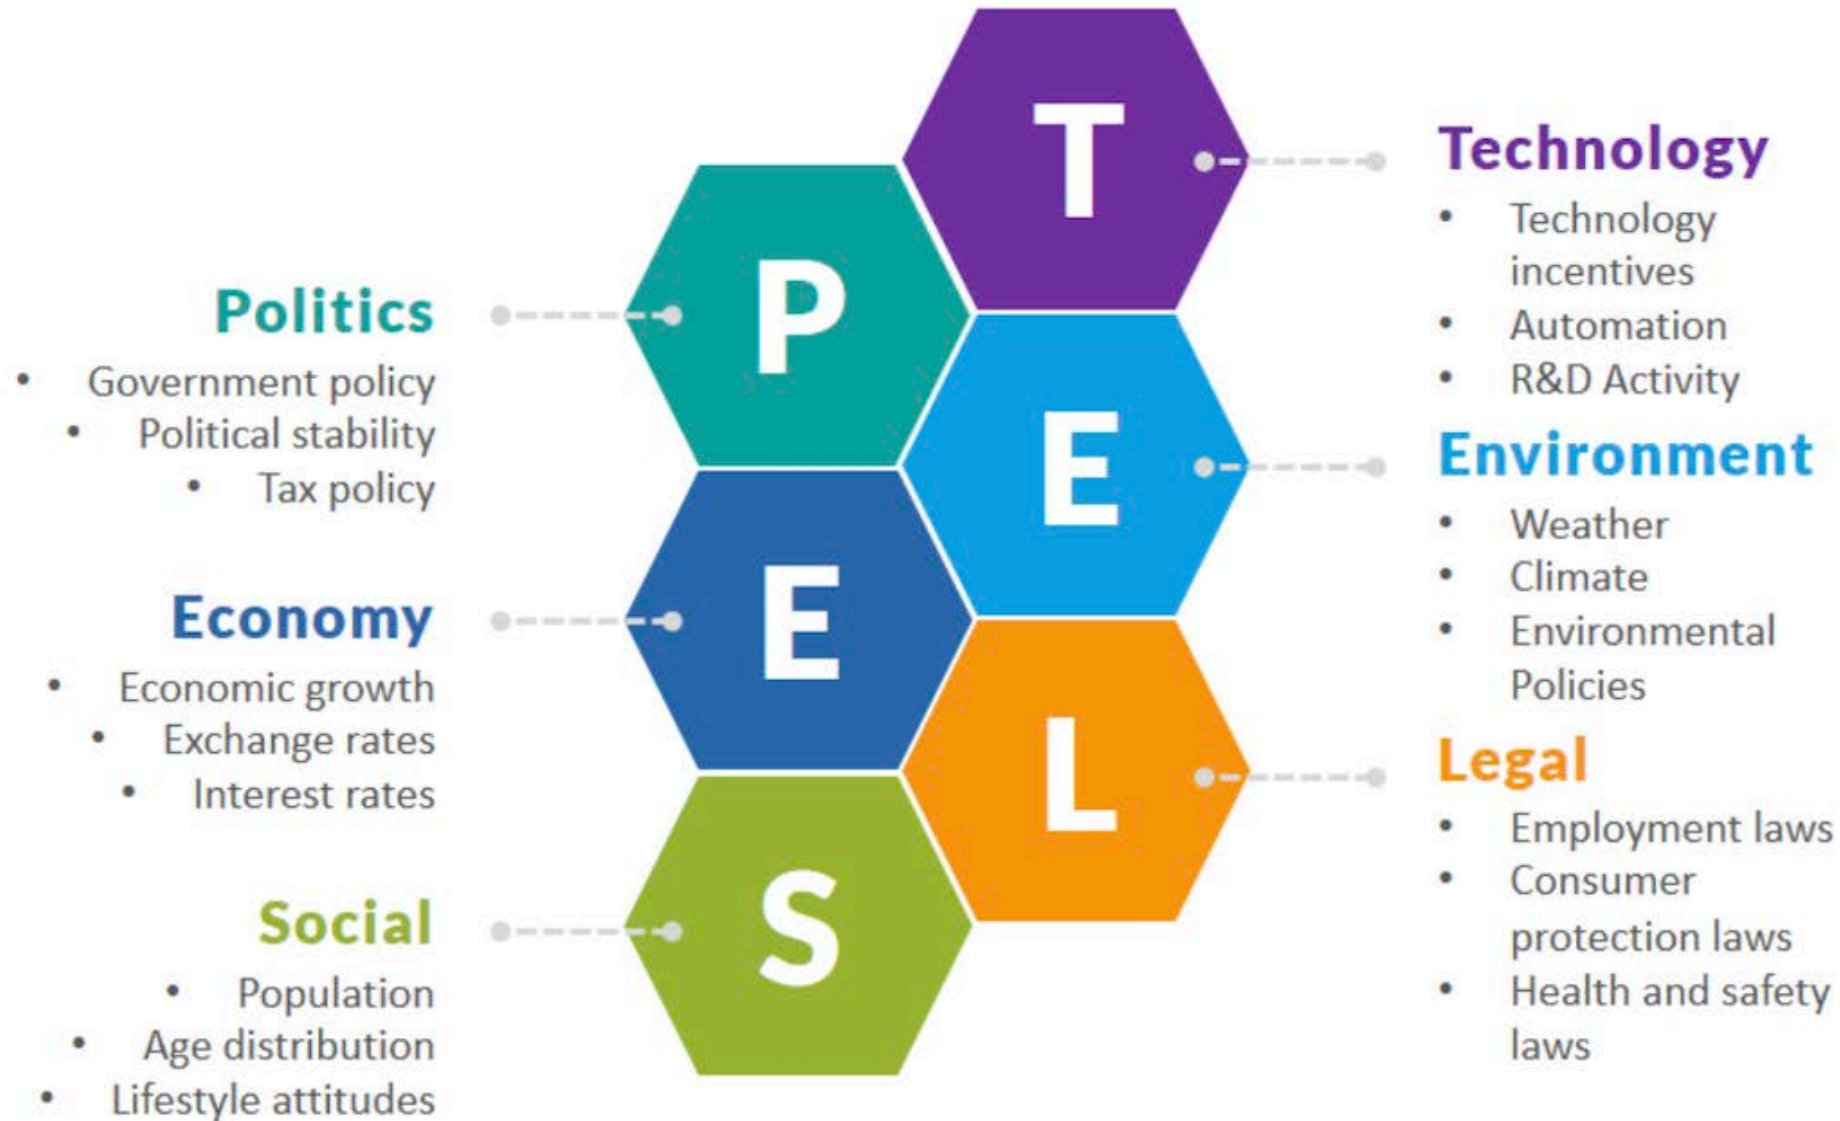 P
Politics
• Government policy
• Political stability
• Tax policy
E
Economy
• Economic growth
• Exchange rates
• Interest rates
S
Social
• Population
• Age distribution
• Lifestyle attitudes
T
Technology
• Technology
incentives
• Automation
• R&D Activity
E
Environment
• Weather
• Climate
• Environmental
Policies
L
Legal
• Employment laws
• Consumer
protection laws
• Health and safety
laws